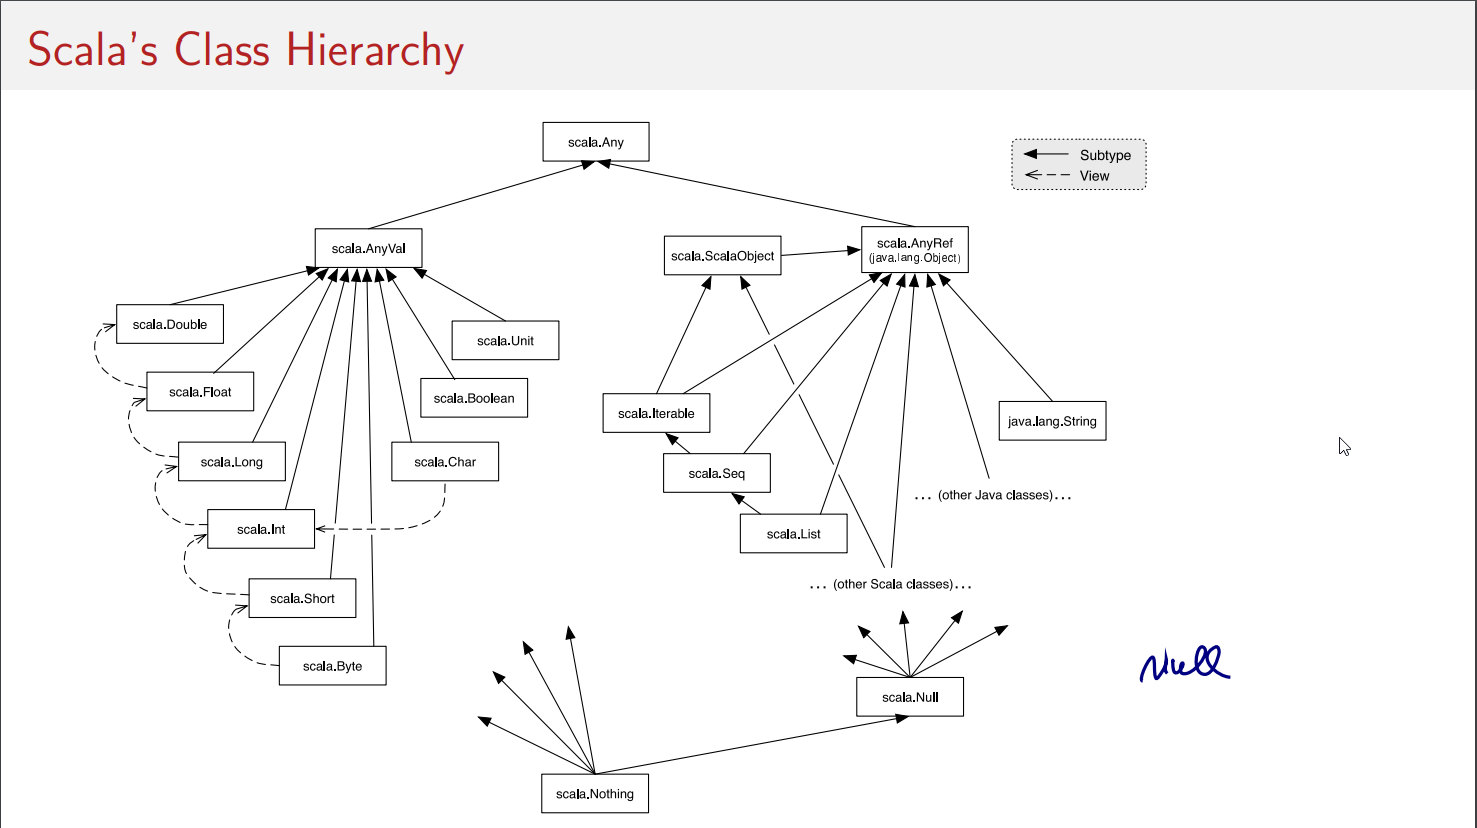 Scala's Class Hierarchy
scala.Any
Subtype
View
scala.AnyVal
scala.ScalaObject
scala.AnyRef
(java.lang.Object)
scala.Double
scala.Unit
scala.Float
scala.Boolean
scala.Iterable
java.lang.String
scala.Long
scala.Char
scala.Seq
... (other Java classes)...
scala.Int
scala.List
... (other Scala classes)...
scala.Short
scala.Byte
null
scala.Null
scala.Nothing